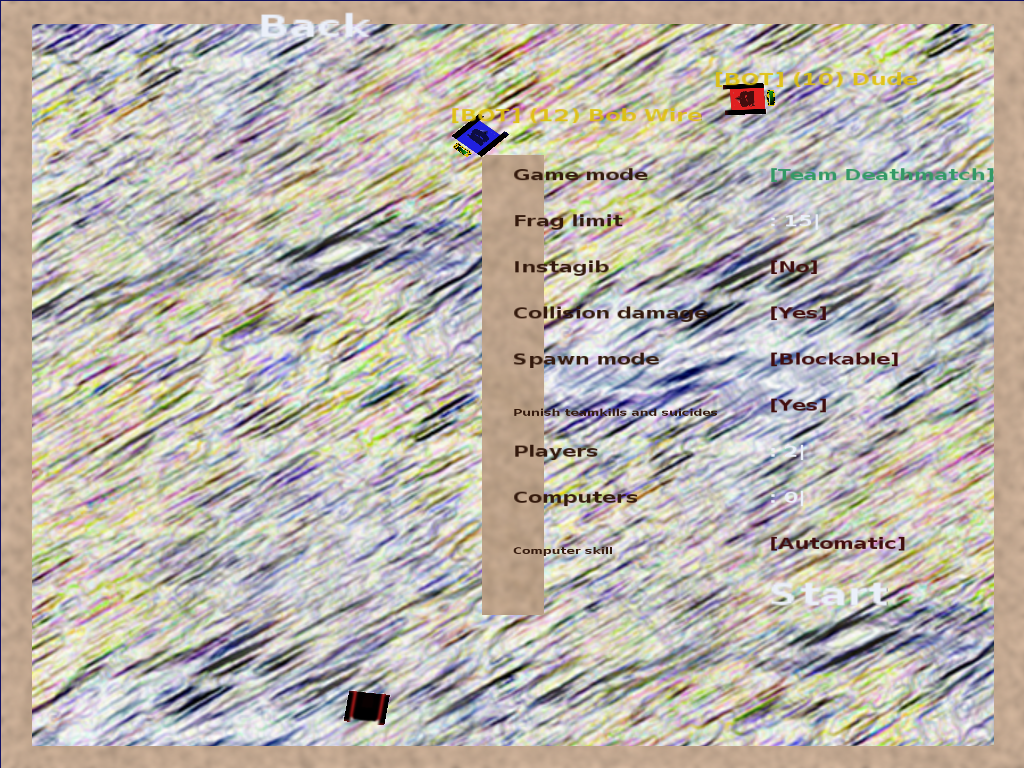 Back
[BOT] (10) Dude
[BOT] (12) Bob Wire
Game mode [Team Deathmatch]
Frag limit : 15|
Instagib [No]
Collision damage [Yes]
Spawn mode [Blockable]
Punish teamkills and suicides [Yes]
Players
Computers : 0|
Computer skill [Automatic]
Start